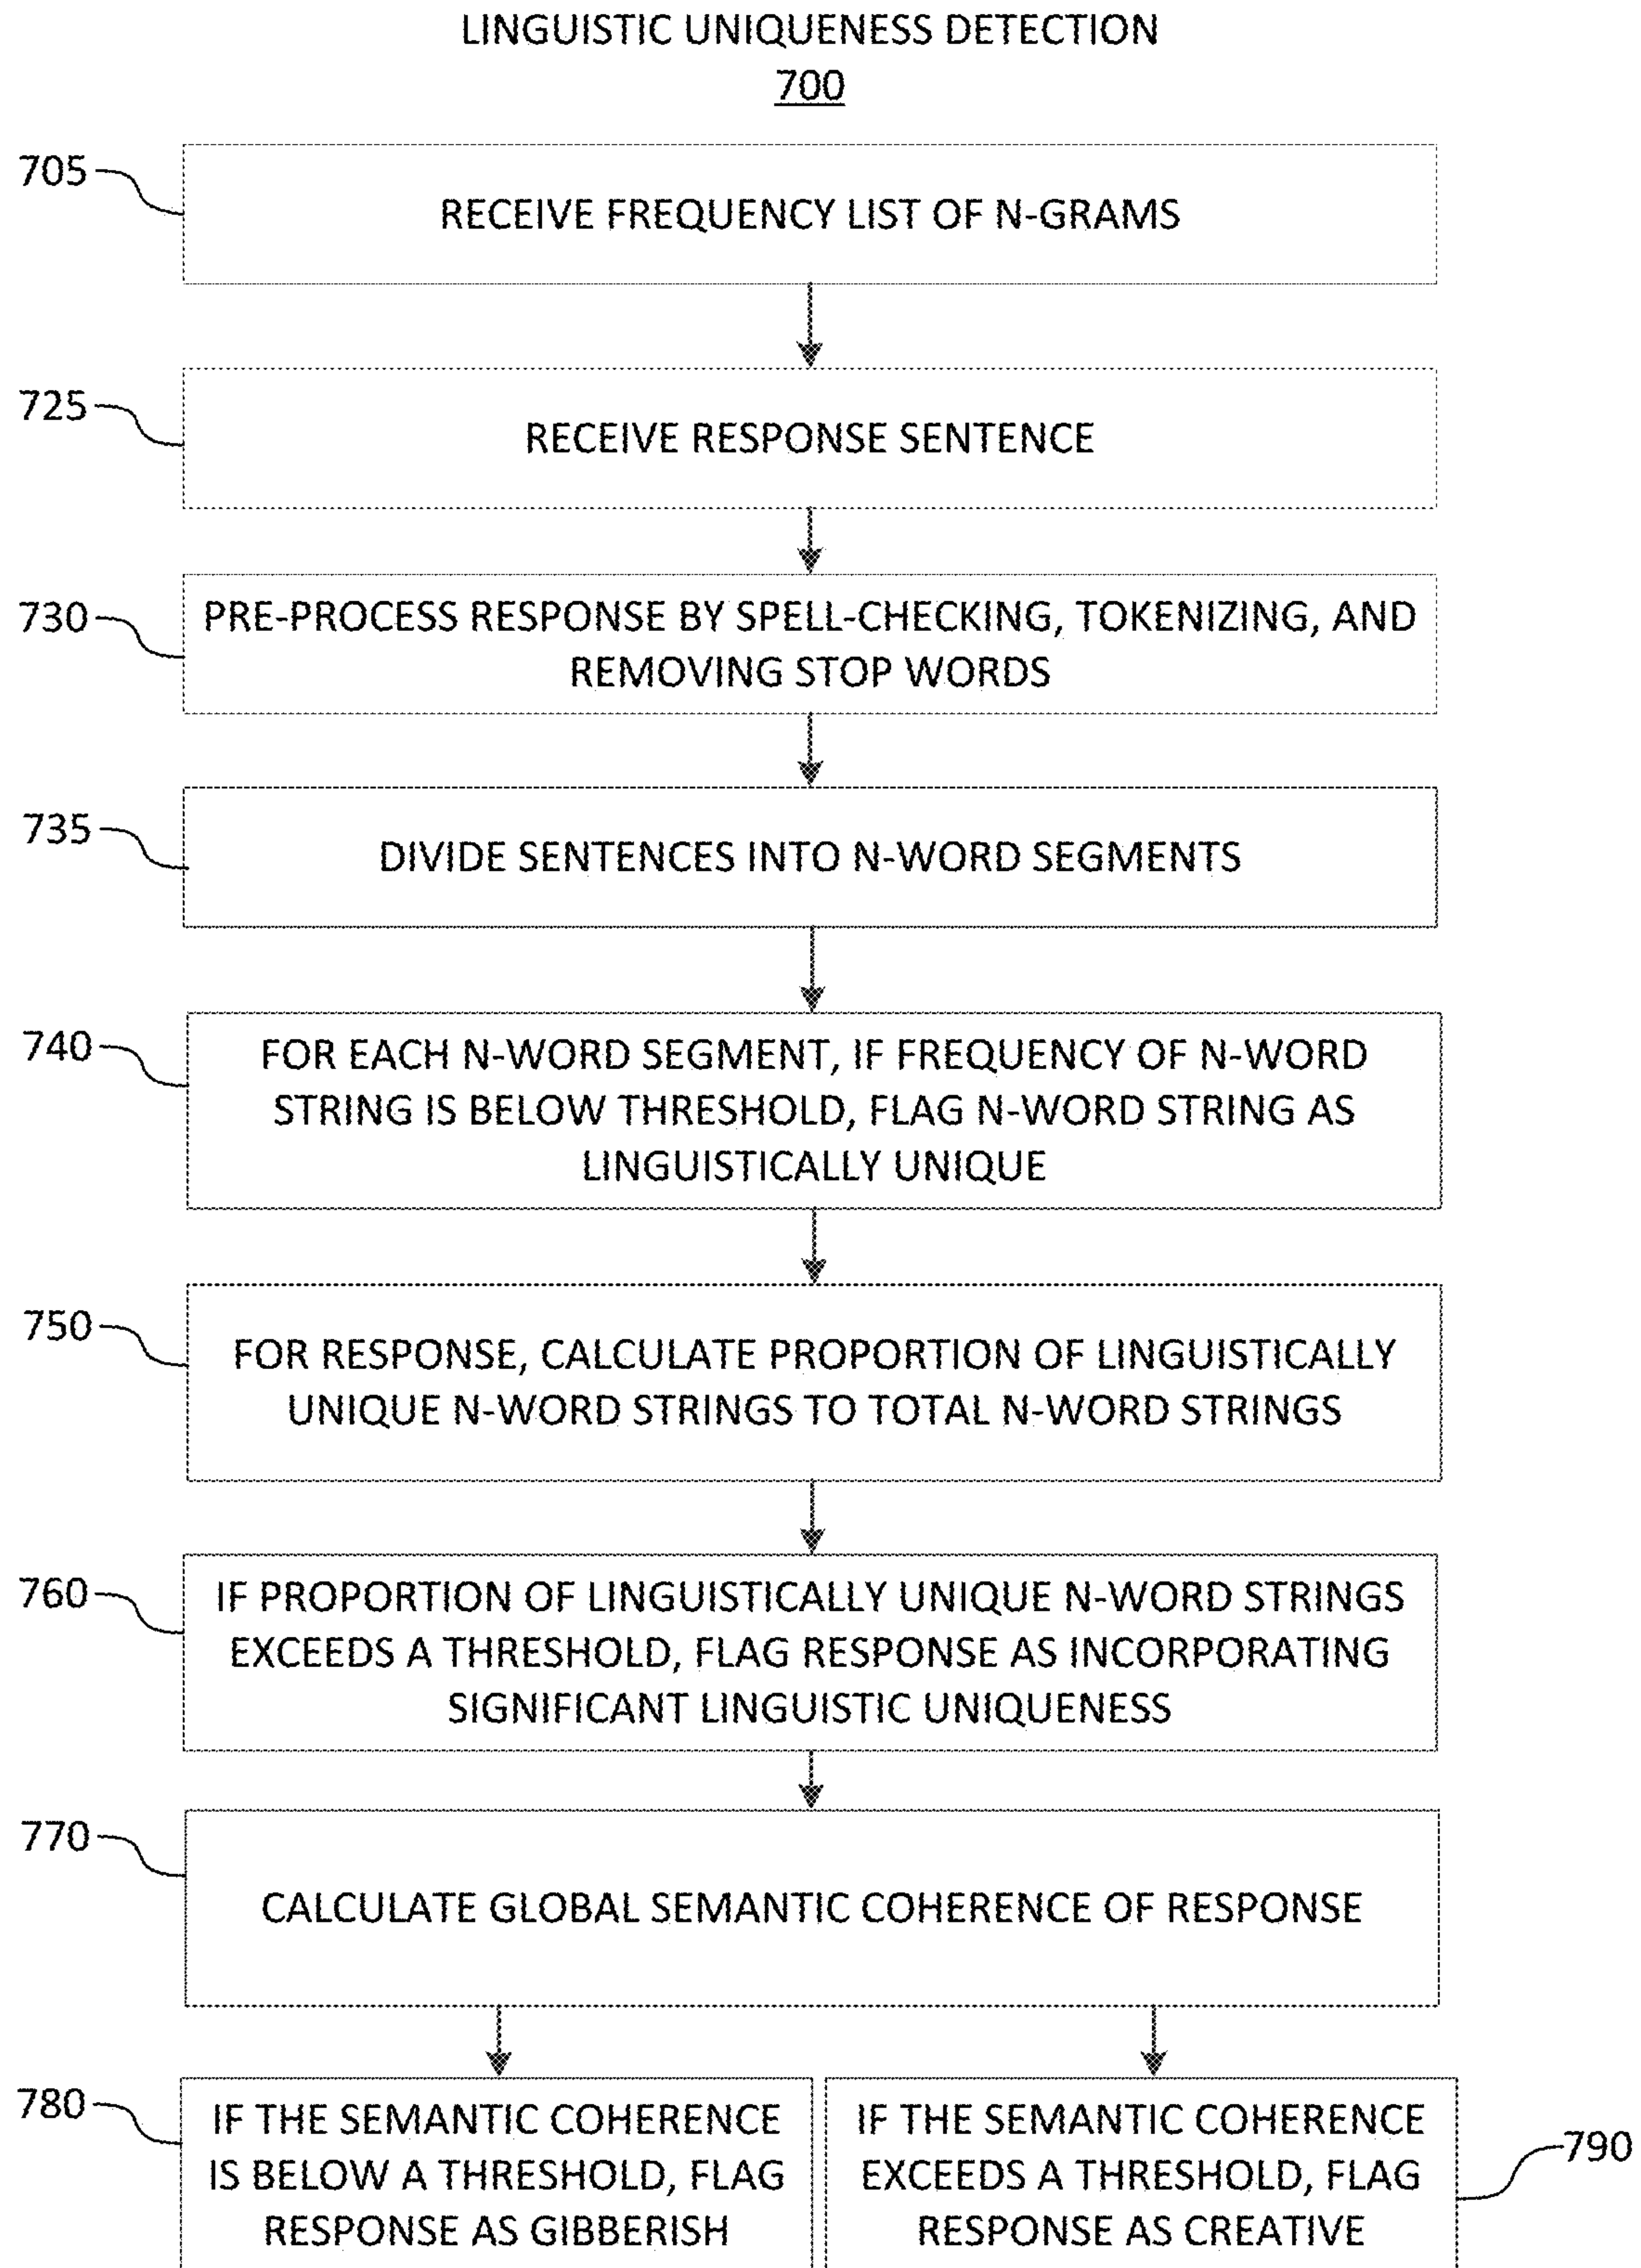 LINGUISTIC UNIQUENESS DETECTION
700
705
RECEIVE FREQUENCY LIST OF N-GRAMS
725
RECEIVE RESPONSE SENTENCE
730
PRE-PROCESS RESPONSE BY SPELL-CHECKING, TOKENIZING, AND
REMOVING STOP WORDS
735
DIVIDE SENTENCES INTO N-WORD SEGMENTS
740
FOR EACH N-WORD SEGMENT, IF FREQUENCY OF N-WORD
STRING IS BELOW THRESHOLD, FLAG N-WORD STRING AS
LINGUISTICALLY UNIQUE
750
FOR RESPONSE, CALCULATE PROPORTION OF LINGUISTICALLY
UNIQUE N-WORD STRINGS TO TOTAL N-WORD STRINGS
760
IF PROPORTION OF LINGUISTICALLY UNIQUE N-WORD STRINGS
EXCEEDS A THRESHOLD, FLAG RESPONSE AS INCORPORATING
SIGNIFICANT LINGUISTIC UNIQUENESS
770
CALCULATE GLOBAL SEMANTIC COHERENCE OF RESPONSE
780
IF THE SEMANTIC COHERENCE
IS BELOW A THRESHOLD, FLAG
RESPONSE AS GIBBERISH
IF THE SEMANTIC COHERENCE
EXCEEDS A THRESHOLD, FLAG
RESPONSE AS CREATIVE
790